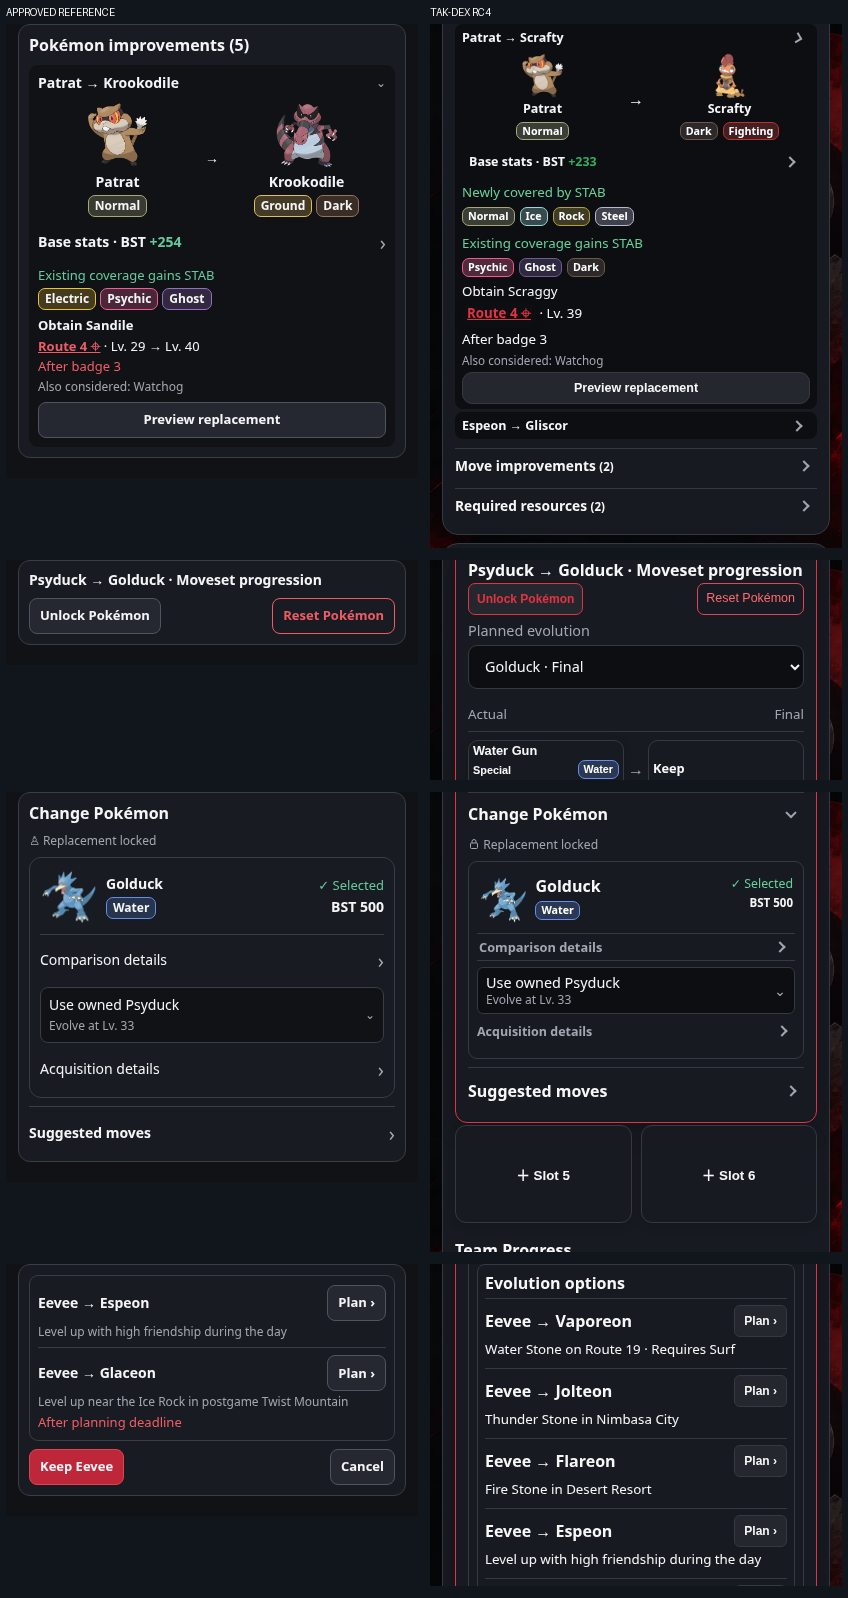 APPROVED REFERENCE
Pokémon improvements (5)
Patrat → Krookodile
→
Patrat
Krookodile
Normal
Ground Dark
Base stats · BST +254
Existing coverage gains STAB
Electric Psychic Ghost
Obtain Sandile
Route 4 ⌖ · Lv. 29 → Lv. 40
After badge 3
Also considered: Watchog
Preview replacement
TAK-DEX RC4
Patrat → Scrafty
→
Patrat
Scrafty
Normal
Dark Fighting
Base stats · BST +233
Newly covered by STAB
Normal Ice Rock Steel
Existing coverage gains STAB
Psychic Ghost Dark
Obtain Scraggy
Route 4 ⌖ · Lv. 39
After badge 3
Also considered: Watchog
Preview replacement
Espeon → Gliscor
Move improvements (2)
Required resources (2)
Psyduck → Golduck · Moveset progression
Unlock Pokémon
Reset Pokémon
Psyduck → Golduck · Moveset progression
Unlock Pokémon
Reset Pokémon
Planned evolution
Golduck · Final
Actual
Final
Water Gun
Special
Water
→
Keep
Change Pokémon
Replacement locked
Golduck
✓ Selected
Water
BST 500
Comparison details
Use owned Psyduck
Evolve at Lv. 33
Acquisition details
Suggested moves
Change Pokémon
Replacement locked
Golduck
✓ Selected
Water
BST 500
Comparison details
Use owned Psyduck
Evolve at Lv. 33
Acquisition details
Suggested moves
+ Slot 5
+ Slot 6
Team Progress
Eevee → Espeon
Plan ›
Level up with high friendship during the day
Eevee → Glaceon
Plan ›
Level up near the Ice Rock in postgame Twist Mountain
After planning deadline
Keep Eevee
Cancel
Evolution options
Eevee → Vaporeon
Plan ›
Water Stone on Route 19 · Requires Surf
Eevee → Jolteon
Plan ›
Thunder Stone in Nimbasa City
Eevee → Flareon
Plan ›
Fire Stone in Desert Resort
Eevee → Espeon
Plan ›
Level up with high friendship during the day